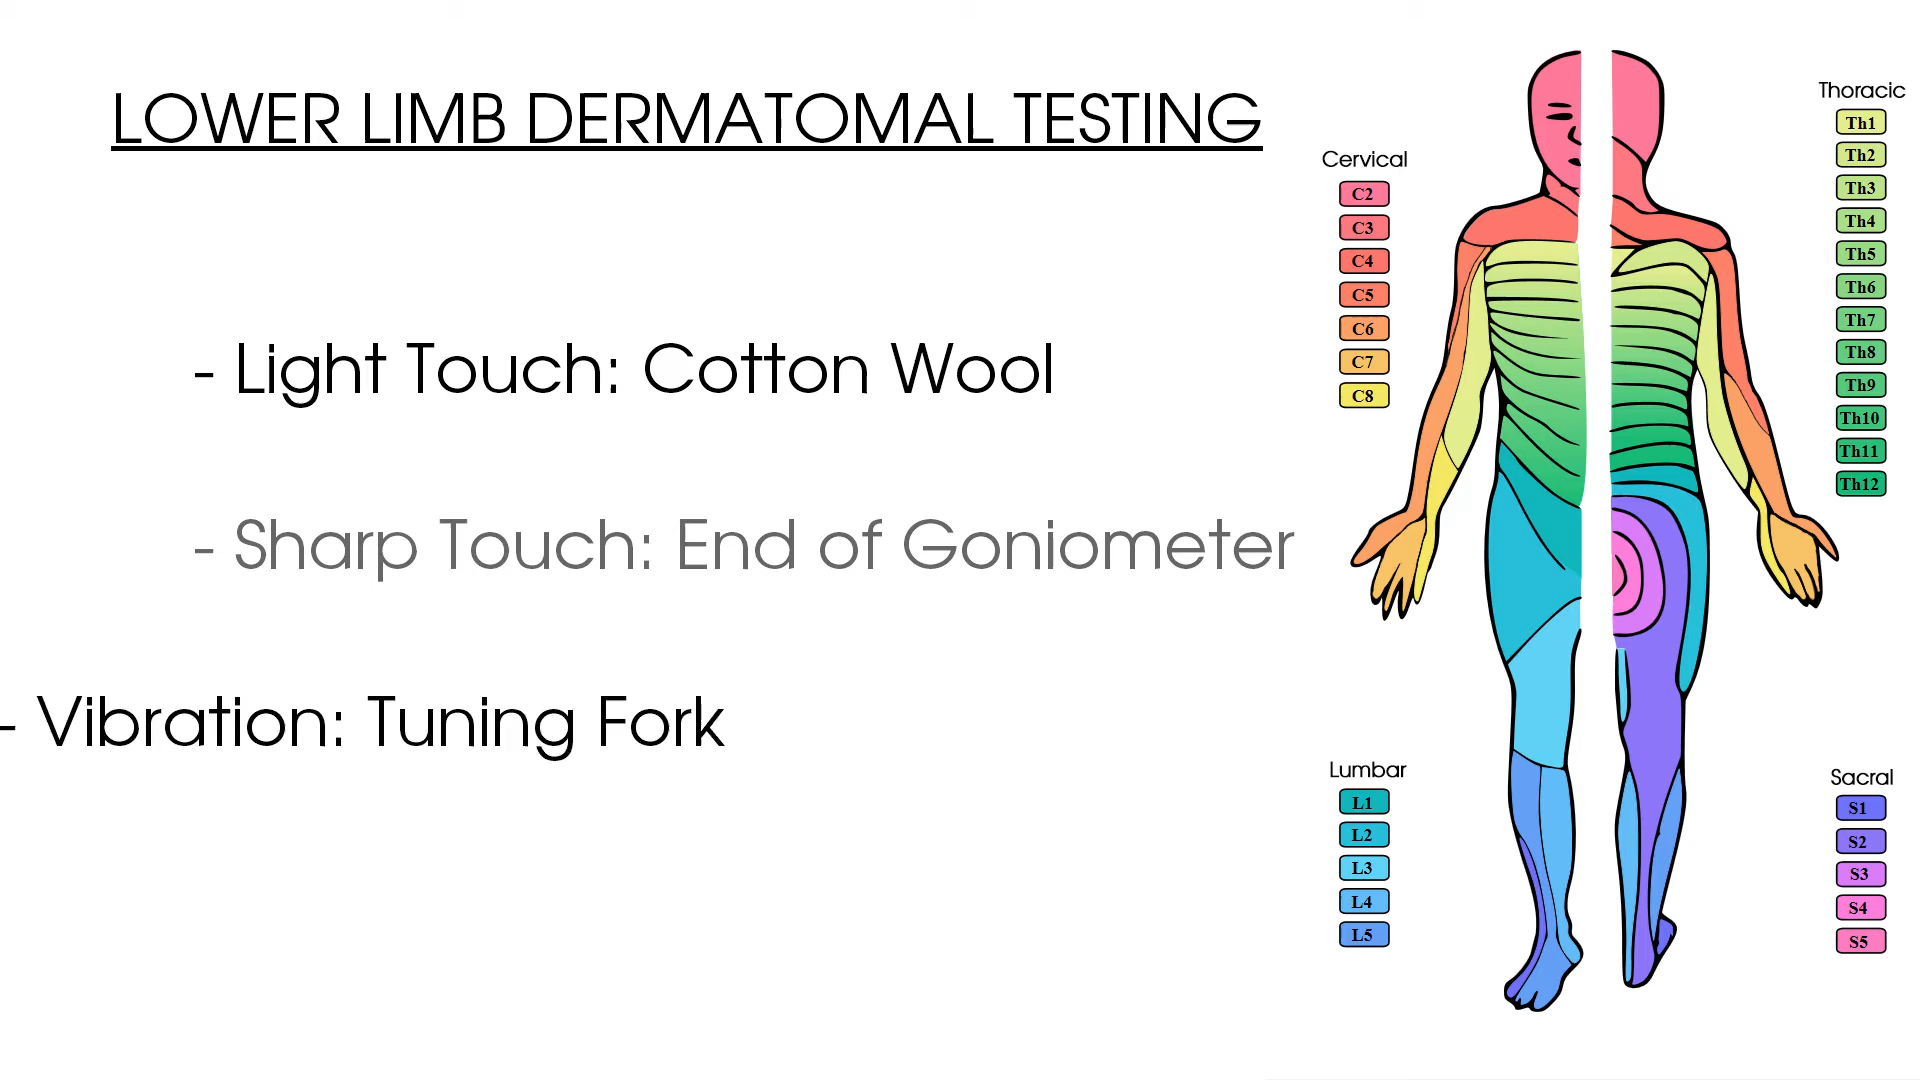 LOWER LIMB DERMATOMAL TESTING
- Light Touch: Cotton Wool
- Sharp Touch: End of Goniometer
- Vibration: Tuning Fork
Cervical
C2
C3
C4
C5
C6
C7
C8
Thoracic
Th1
Th2
Th3
Th4
Th5
Th6
Th7
Th8
Th9
Th10
Th11
Th12
Lumbar
L1
L2
L3
L4
L5
Sacral
S1
S2
S3
S4
S5